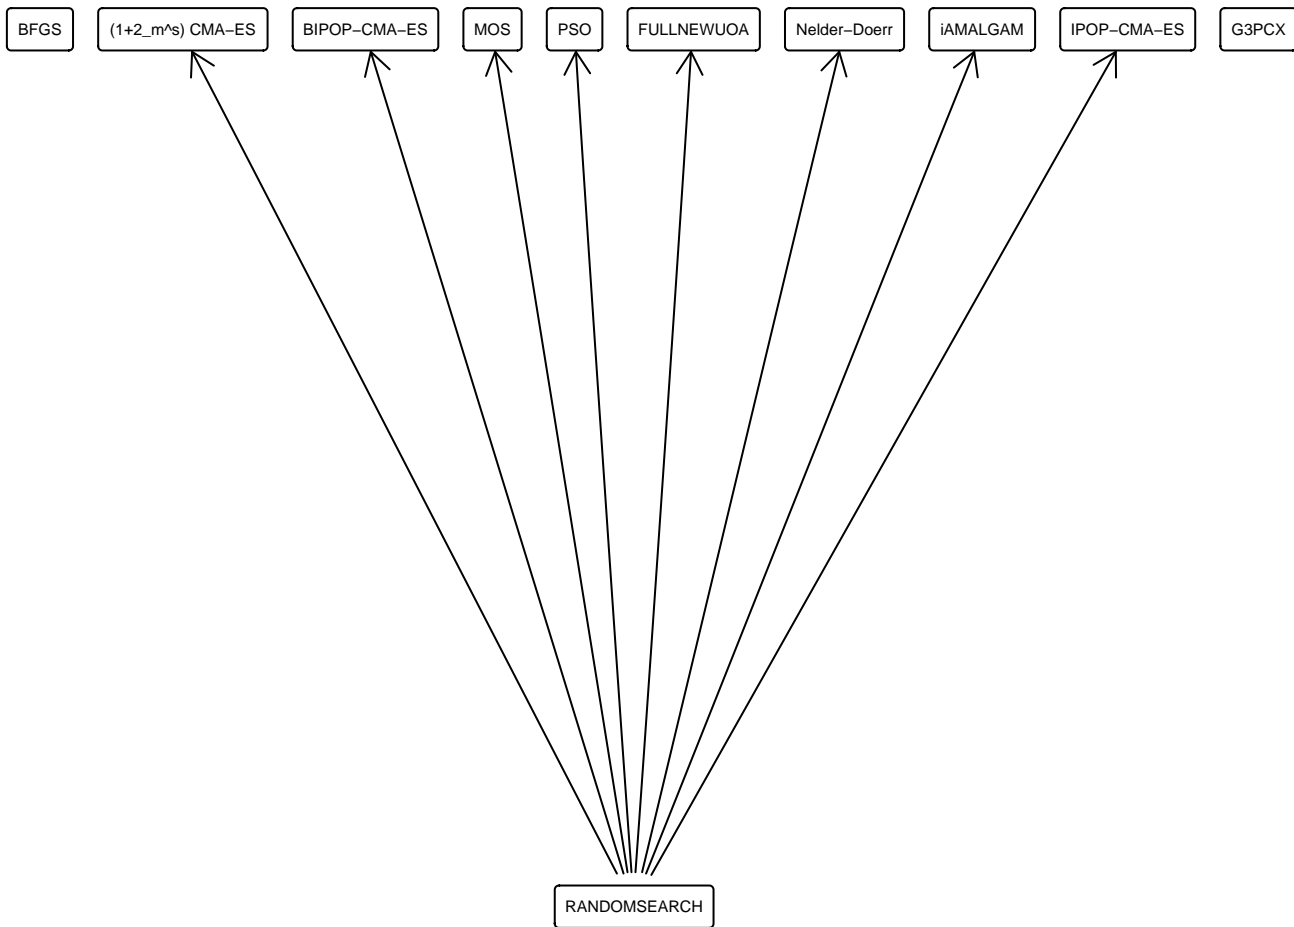 BFGS
(1+2_m^s) CMA−ES
BIPOP−CMA−ES
MOS
PSO
FULLNEWUOA
Nelder−Doerr
iAMALGAM
IPOP−CMA−ES
G3PCX
RANDOMSEARCH